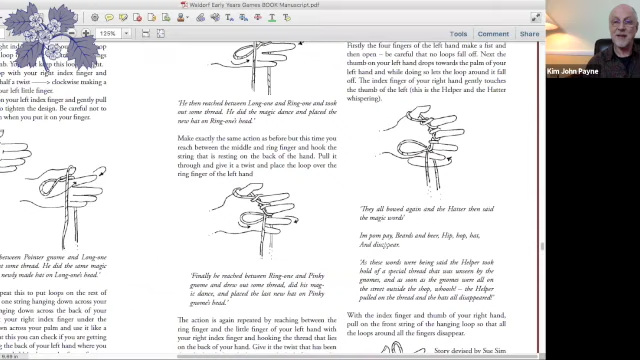 Waldorf Early Years Games BOOK Manuscript.pdf
125%
Tools
Comment
Sign
Kim John Payne
half a twist — clockwise making a
your left little finger.
on your left index finger and gently pull
to tighten the design. Be careful not to
when you put it on your finger.
between Pointer gnome and Long-one
out some thread. He did the same magic
newly made hat on Long-one's head.'
peat this to put loops on the rest of
one string hanging down across your
hanging across the back of your
your right index finger under the
down across palm and use it like a
this you can check if you are getting
ng the back of your left hand where you
'He then reached between Long-one and Ring-one and took
out some thread. He did the magic dance and placed the
new hat on Ring-one's head.'
Make exactly the same action as before but this time you
reach between the middle and ring finger and hook the
string that is resting on the back of the hand. Pull it
through and give it a twist and place the loop over the
ring finger of the left hand
'Finally he reached between Ring-one and Pinky
gnome and drew out some thread, did his mag-
ic dance, and placed the last new hat on Pinky
gnome's head.'
The action is again repeated by reaching between the
ring finger and the little finger of your left hand with
your right index finger and hooking the thread that lies
on the back of your hand. Give it the twist that has been
Firstly the four fingers of the left hand make a fist and
then open – be careful that no loops fall off. Next the
thumb on your left hand drops towards the palm of your
left hand and while doing so lets the loop around it fall off.
The index finger of your right hand gently touches
the thumb of the left (this is the Helper and the Hatter
whispering).
'They all bowed again and the Hatter then said
the magic words'
Im pom pay, Beards and beer, Hip, hop, hat,
And disappear.
'As these words were being said the Helper took
hold of a special thread that was unseen by the
gnomes, and as soon as the gnomes were all on
the street outside the shop, whoosh – the Helper
pulled on the thread and the hats all disappeared!'
With the index finger and thumb of your right hand,
pull on the front string of the hanging loop so that all
the loops around all the fingers disappear.
Story devised by Sue Sim